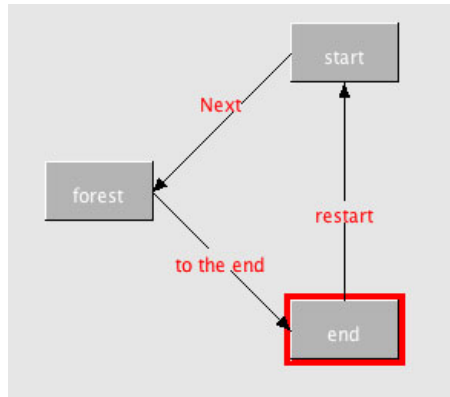 start
Next
forest
restart
to the end
end